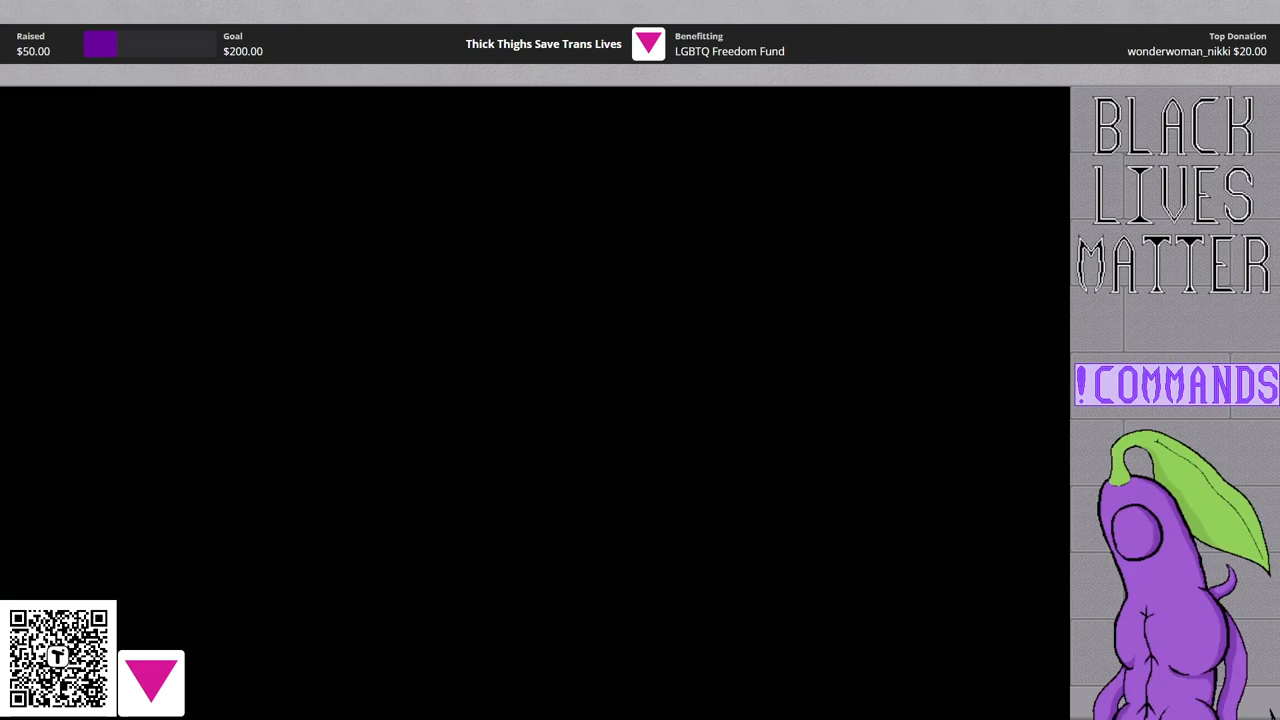 Raised
$50.00
Goal
$200.00
Thick Thighs Save Trans Lives
Benefitting
LGBTQ Freedom Fund
Top Donation
wonderwoman_nikki $20.00
BLACK
LIVES
MATTER
!COMMANDS
T